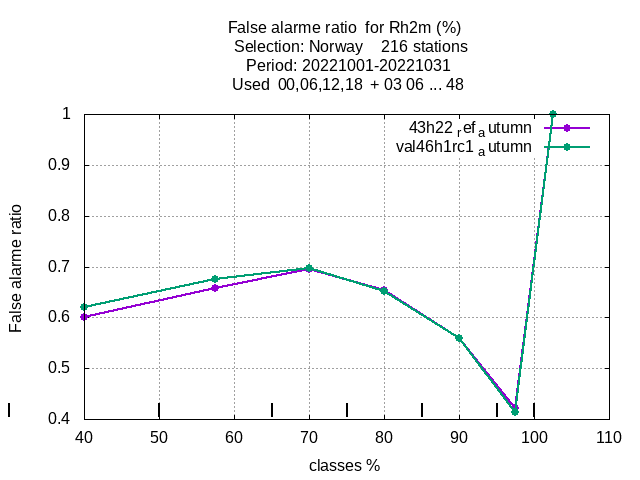 False alarme ratio for Rh2m (%)
Selection: Norway 216 stations
Period: 20221001-20221031
Used 00,06,12,18 + 03 06 ... 48
43h22 refautumn
val46h1rc1 autumn
1
0.9
0.8
0.7
0.6
0.5
0.4
False alarme ratio
40 50 60 70 80 90 100 110
classes %